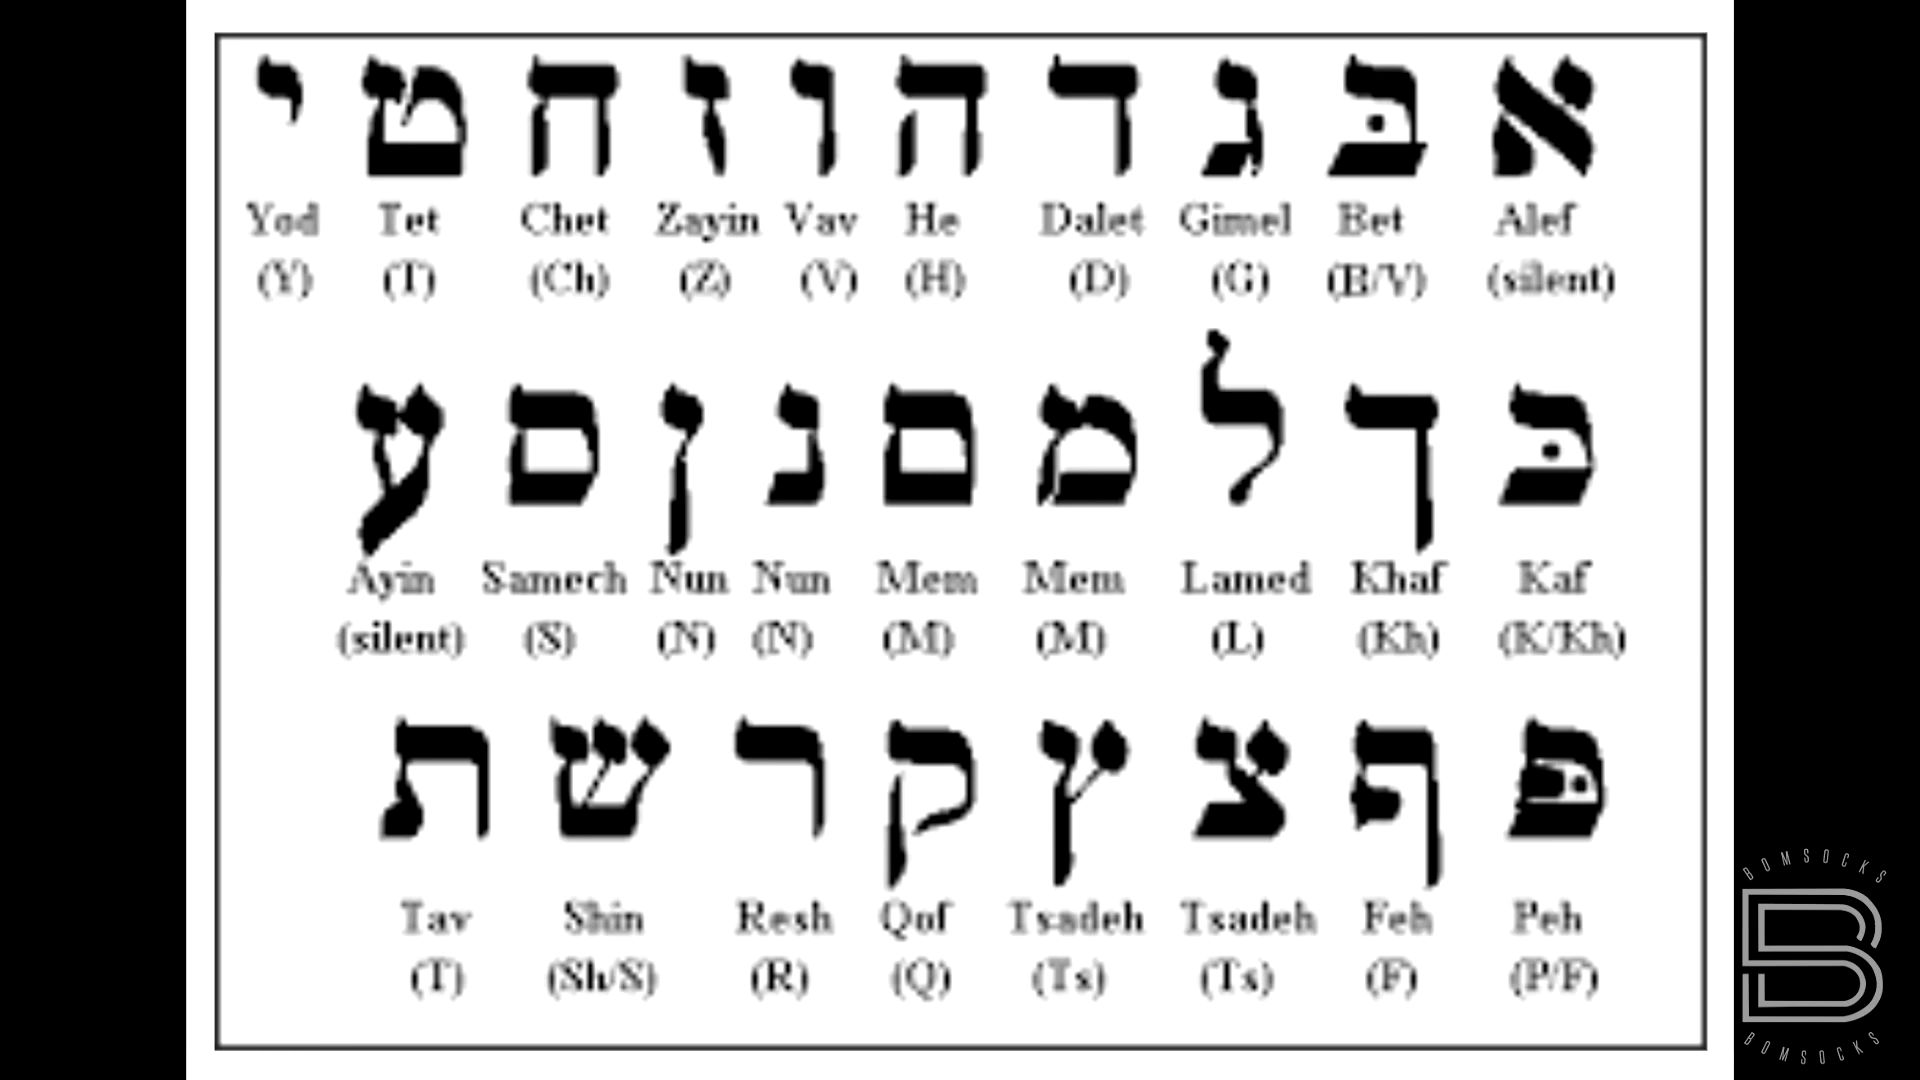 א בּ ג ד ה ו ז ח ט י
Alef Bet Gimel Dalet He Vav Zayin Chet Tet Yod
(silent) (B/V) (G) (D) (H) (V) (Z) (Ch) (T) (Y)
כּ ך ל מ ם נ ן ס ע
Kaf Khaf Lamed Mem Mem Nun Nun Samech Ayin
(K/Kh) (Kh) (L) (M) (M) (N) (N) (S) (silent)
פּ ף צ ץ ק ר ש ת
Peh Feh Tsadeh Tsadeh Qof Resh Shin Tav
(P/F) (F) (Ts) (Ts) (Q) (R) (Sh/S) (T)
BOMSOCKS
B
BOMSOCKS